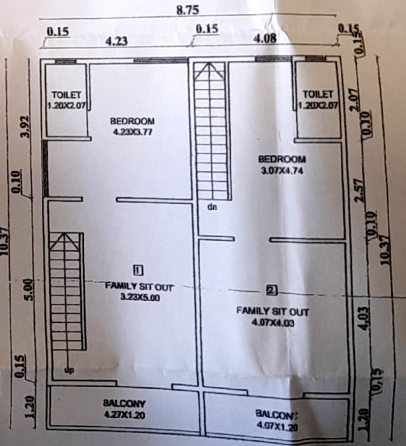 8.75
0.15 0.15 0.15
4.23 4.08
0.15
TOILET
1.20X2.07
TOILET
1.20X2.07
2.07
3.92
BEDROOM
4.23X3.77
0.10
BEDROOM
3.07X4.74
0.10
2.57
dn
0.10
10.37
10.37
1
2
5.00
FAMILY SIT OUT
3.23X5.00
FAMILY SIT OUT
4.07X4.03
4.03
up
0.15
0.15
1.20
BALCONY
4.27X1.20
BALCONY
4.07X1.20
1.20